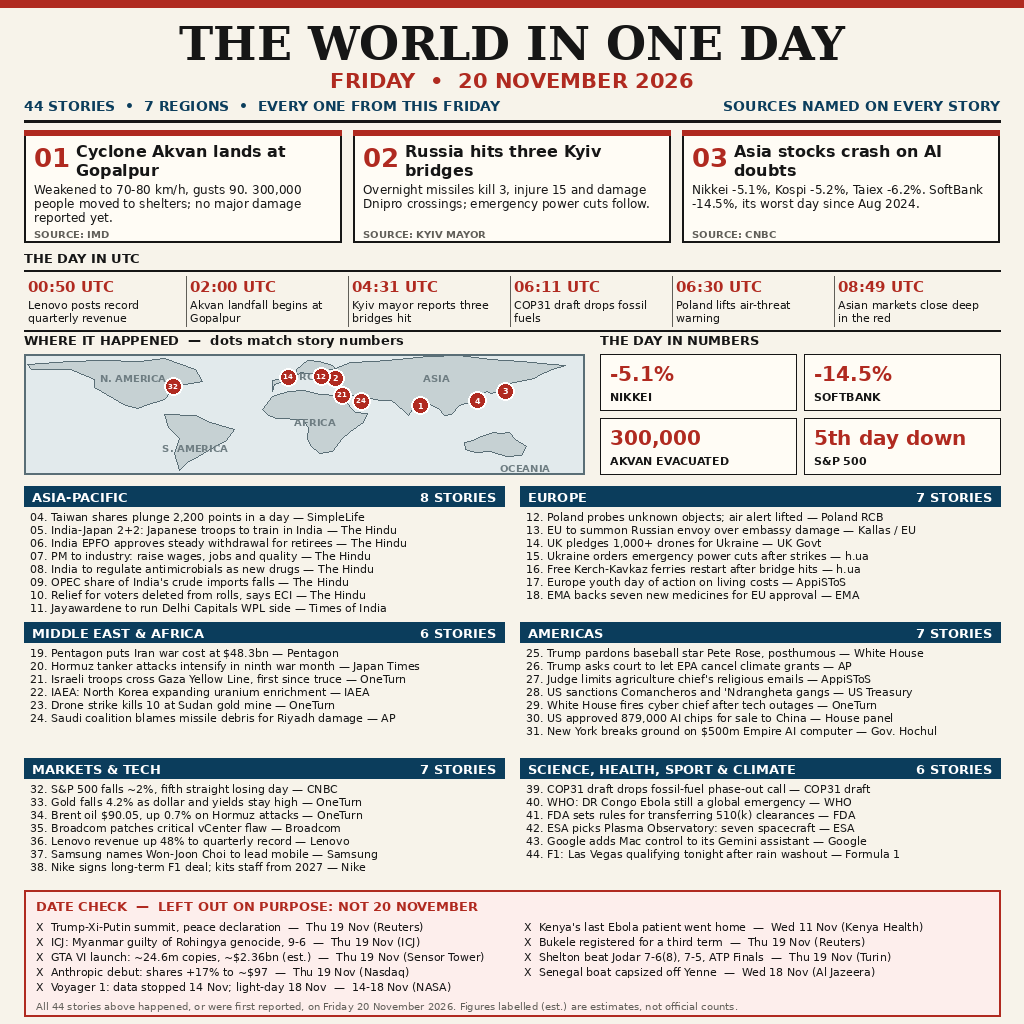 THE WORLD IN ONE DAY
FRIDAY • 20 NOVEMBER 2026
44 STORIES • 7 REGIONS • EVERY ONE FROM THIS FRIDAY
SOURCES NAMED ON EVERY STORY
01 Cyclone Akvan lands at
Gopalpur
Weakened to 70-80 km/h, gusts 90. 300,000
people moved to shelters; no major damage
reported yet.
SOURCE: IMD
02 Russia hits three Kyiv
bridges
Overnight missiles kill 3, injure 15 and damage
Dnipro crossings; emergency power cuts follow.
SOURCE: KYIV MAYOR
03 Asia stocks crash on AI
doubts
Nikkei -5.1%, Kospi -5.2%, Taiex -6.2%. SoftBank
-14.5%, its worst day since Aug 2024.
SOURCE: CNBC
THE DAY IN UTC
00:50 UTC
Lenovo posts record
quarterly revenue
02:00 UTC
Akvan landfall begins at
Gopalpur
04:31 UTC
Kyiv mayor reports three
bridges hit
06:11 UTC
COP31 draft drops fossil
fuels
06:30 UTC
Poland lifts air-threat
warning
08:49 UTC
Asian markets close deep
in the red
WHERE IT HAPPENED — dots match story numbers
N. AMERICA
32
14
12
2
21
24
ASIA
1
4
3
AFRICA
S. AMERICA
OCEANIA
THE DAY IN NUMBERS
-5.1%
NIKKEI
-14.5%
SOFTBANK
300,000
AKVAN EVACUATED
5th day down
S&P 500
ASIA-PACIFIC 8 STORIES
04. Taiwan shares plunge 2,200 points in a day — SimpleLife
05. India-Japan 2+2: Japanese troops to train in India — The Hindu
06. India EPFO approves steady withdrawal for retirees — The Hindu
07. PM to industry: raise wages, jobs and quality — The Hindu
08. India to regulate antimicrobials as new drugs — The Hindu
09. OPEC share of India's crude imports falls — The Hindu
10. Relief for voters deleted from rolls, says ECI — The Hindu
11. Jayawardene to run Delhi Capitals WPL side — Times of India
EUROPE 7 STORIES
12. Poland probes unknown objects; air alert lifted — Poland RCB
13. EU to summon Russian envoy over embassy damage — Kallas / EU
14. UK pledges 1,000+ drones for Ukraine — UK Govt
15. Ukraine orders emergency power cuts after strikes — h.ua
16. Free Kerch-Kavkaz ferries restart after bridge hits — h.ua
17. Europe youth day of action on living costs — AppiSToS
18. EMA backs seven new medicines for EU approval — EMA
MIDDLE EAST & AFRICA 6 STORIES
19. Pentagon puts Iran war cost at $48.3bn — Pentagon
20. Hormuz tanker attacks intensify in ninth war month — Japan Times
21. Israeli troops cross Gaza Yellow Line, first since truce — OneTurn
22. IAEA: North Korea expanding uranium enrichment — IAEA
23. Drone strike kills 10 at Sudan gold mine — OneTurn
24. Saudi coalition blames missile debris for Riyadh damage — AP
AMERICAS 7 STORIES
25. Trump pardons baseball star Pete Rose, posthumous — White House
26. Trump asks court to let EPA cancel climate grants — AP
27. Judge limits agriculture chief's religious emails — AppiSToS
28. US sanctions Comancheros and 'Ndrangheta gangs — US Treasury
29. White House fires cyber chief after tech outages — OneTurn
30. US approved 879,000 AI chips for sale to China — House panel
31. New York breaks ground on $500m Empire AI computer — Gov. Hochul
MARKETS & TECH 7 STORIES
32. S&P 500 falls ~2%, fifth straight losing day — CNBC
33. Gold falls 4.2% as dollar and yields stay high — OneTurn
34. Brent oil $90.05, up 0.7% on Hormuz attacks — OneTurn
35. Broadcom patches critical vCenter flaw — Broadcom
36. Lenovo revenue up 48% to quarterly record — Lenovo
37. Samsung names Won-Joon Choi to lead mobile — Samsung
38. Nike signs long-term F1 deal; kits staff from 2027 — Nike
SCIENCE, HEALTH, SPORT & CLIMATE 6 STORIES
39. COP31 draft drops fossil-fuel phase-out call — COP31 draft
40. WHO: DR Congo Ebola still a global emergency — WHO
41. FDA sets rules for transferring 510(k) clearances — FDA
42. ESA picks Plasma Observatory: seven spacecraft — ESA
43. Google adds Mac control to its Gemini assistant — Google
44. F1: Las Vegas qualifying tonight after rain washout — Formula 1
DATE CHECK — LEFT OUT ON PURPOSE: NOT 20 NOVEMBER
X Trump-Xi-Putin summit, peace declaration — Thu 19 Nov (Reuters)
X ICJ: Myanmar guilty of Rohingya genocide, 9-6 — Thu 19 Nov (ICJ)
X GTA VI launch: ~24.6m copies, ~$2.36bn (est.) — Thu 19 Nov (Sensor Tower)
X Anthropic debut: shares +17% to ~$97 — Thu 19 Nov (Nasdaq)
X Voyager 1: data stopped 14 Nov; light-day 18 Nov — 14-18 Nov (NASA)
X Kenya's last Ebola patient went home — Wed 11 Nov (Kenya Health)
X Bukele registered for a third term — Thu 19 Nov (Reuters)
X Shelton beat Jodar 7-6(8), 7-5, ATP Finals — Thu 19 Nov (Turin)
X Senegal boat capsized off Yenne — Wed 18 Nov (Al Jazeera)
All 44 stories above happened, or were first reported, on Friday 20 November 2026. Figures labelled (est.) are estimates, not official counts.